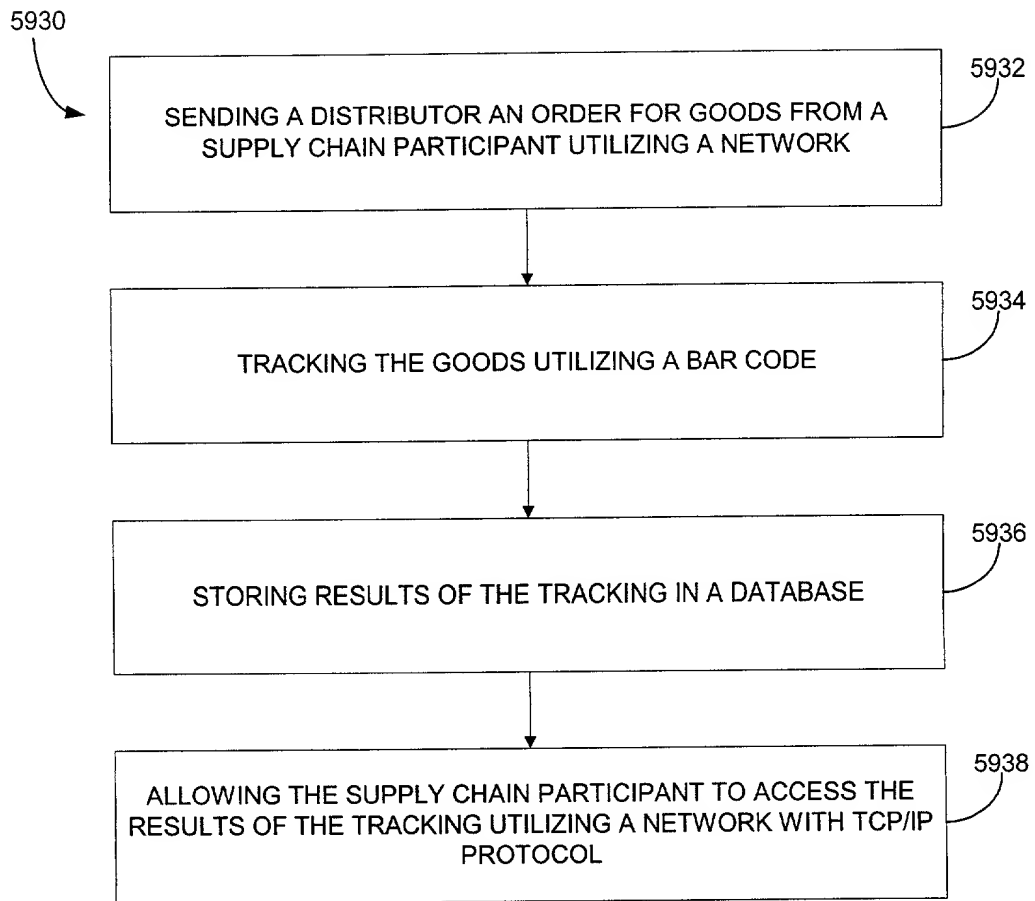 5930
5932
SENDING A DISTRIBUTOR AN ORDER FOR GOODS FROM A
SUPPLY CHAIN PARTICIPANT UTILIZING A NETWORK
5934
TRACKING THE GOODS UTILIZING A BAR CODE
5936
STORING RESULTS OF THE TRACKING IN A DATABASE
5938
ALLOWING THE SUPPLY CHAIN PARTICIPANT TO ACCESS THE
RESULTS OF THE TRACKING UTILIZING A NETWORK WITH TCP/IP
PROTOCOL